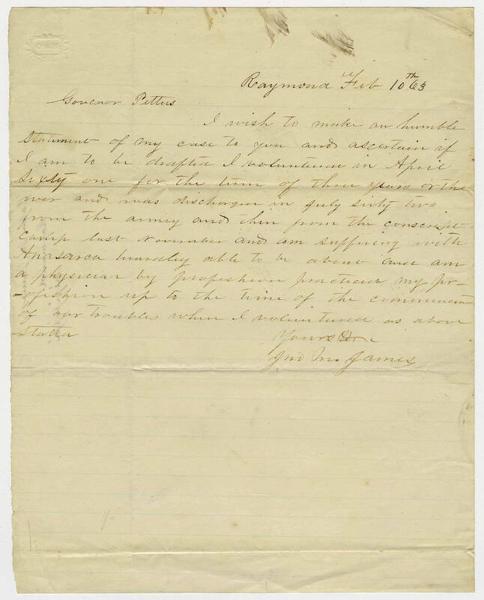 Raymond Feb 10th 63
Govenor Pettus
I wish to make an humble
Statement of my case to you and ascertain if
I am to be drafted I volunteered in April
Sixty one for the time of three years or the
war and was discharged in July sixty two
from the army and then from the conscript
Camp last November and am suffering with
Anasarca barely able to be about and am
a physician by profession practiced my pr-
ofession up to the time of the commencement
of our troubles when I volunteered as above
Stated
Yours &c
Jno M James